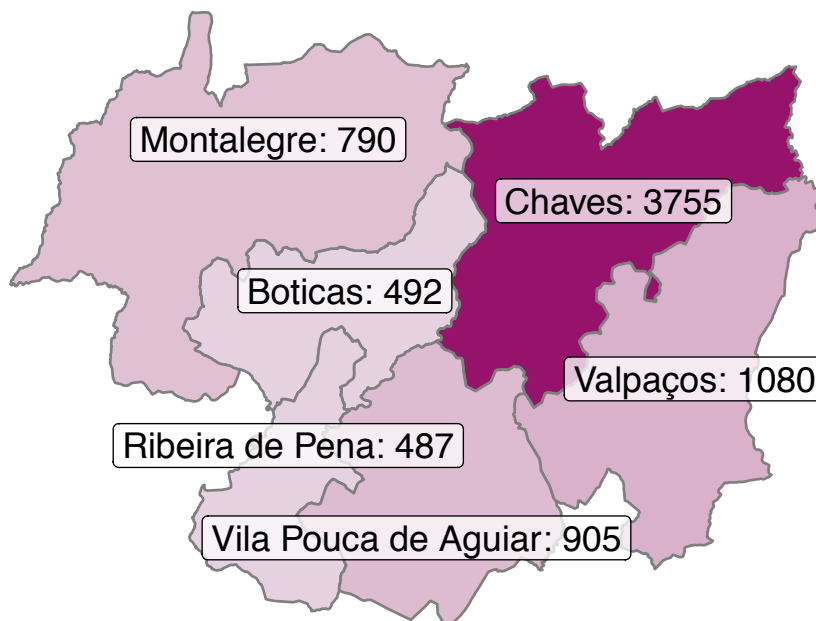 Montalegre: 790
Chaves: 3755
Boticas: 492
Valpaços: 1080
Ribeira de Pena: 487
Vila Pouca de Aguiar: 905